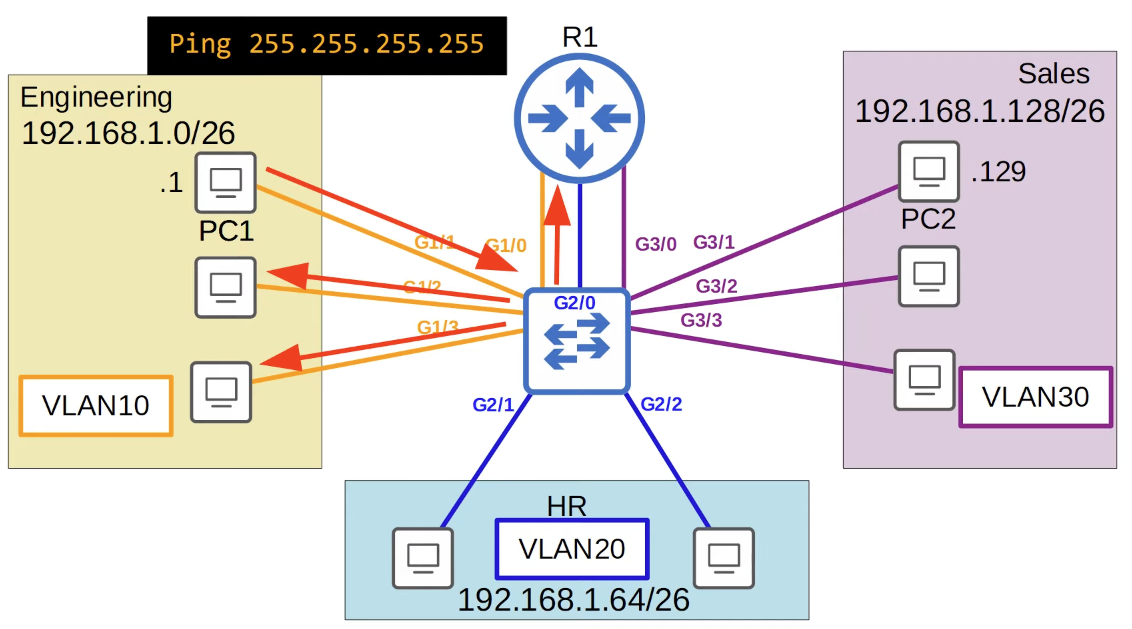 Ping 255.255.255.255
R1
Engineering
192.168.1.0/26
.1
PC1
VLAN10
G1/1
G1/0
G1/2
G1/3
G2/0
G3/0
G3/1
G3/2
G3/3
G2/1
G2/2
Sales
192.168.1.128/26
.129
PC2
VLAN30
HR
VLAN20
192.168.1.64/26